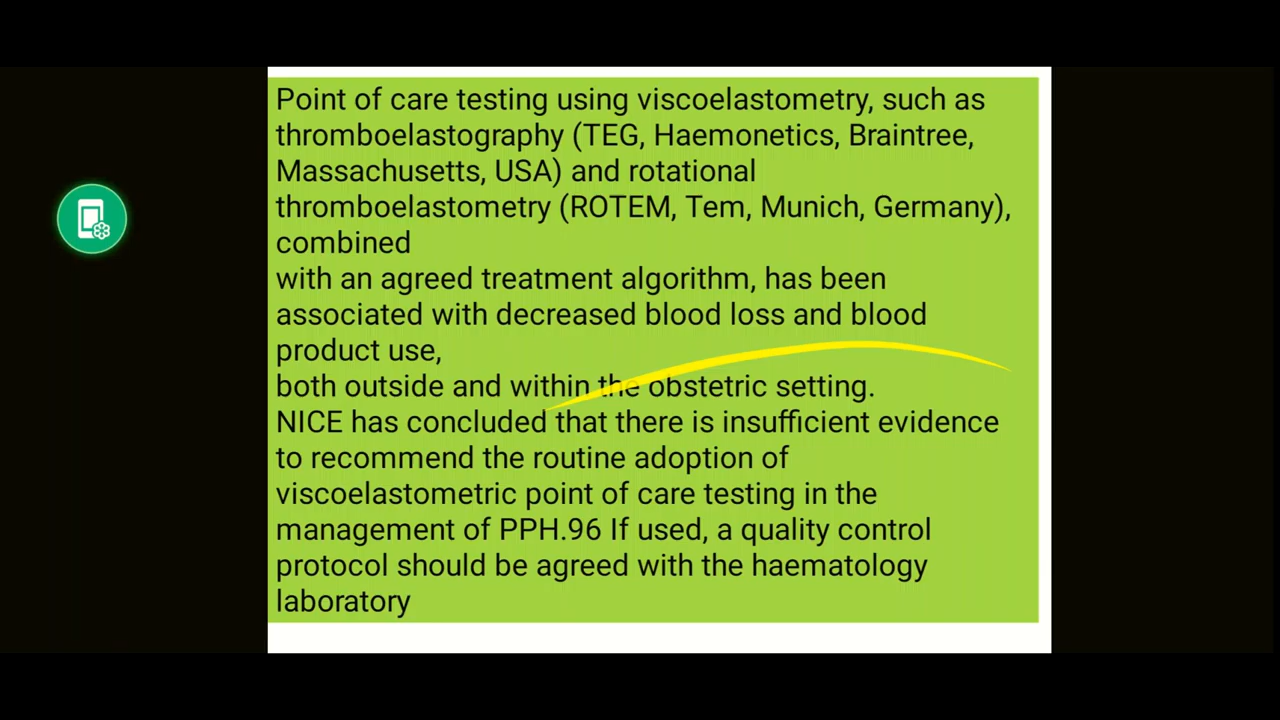 Point of care testing using viscoelastometry, such as
thromboelastography (TEG, Haemonetics, Braintree,
Massachusetts, USA) and rotational
thromboelastometry (ROTEM, Tem, Munich, Germany),
combined
with an agreed treatment algorithm, has been
associated with decreased blood loss and blood
product use,
both outside and within the obstetric setting.
NICE has concluded that there is insufficient evidence
to recommend the routine adoption of
viscoelastometric point of care testing in the
management of PPH.96 If used, a quality control
protocol should be agreed with the haematology
laboratory